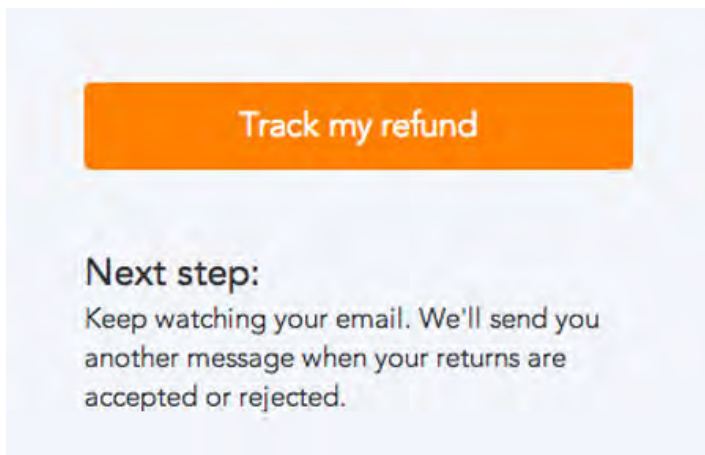 Track my refund
Next step:
Keep watching your email. We'll send you
another message when your returns are
accepted or rejected.